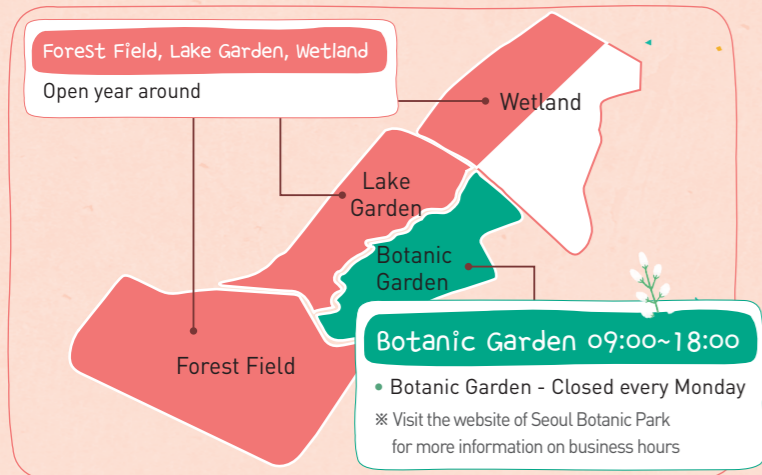 Forest Field, Lake Garden, Wetland
Open year around
Wetland
Lake
Garden
Botanic
Garden
Forest Field
Botanic Garden 09:00~18:00
• Botanic Garden - Closed every Monday
※ Visit the website of Seoul Botanic Park
for more information on business hours